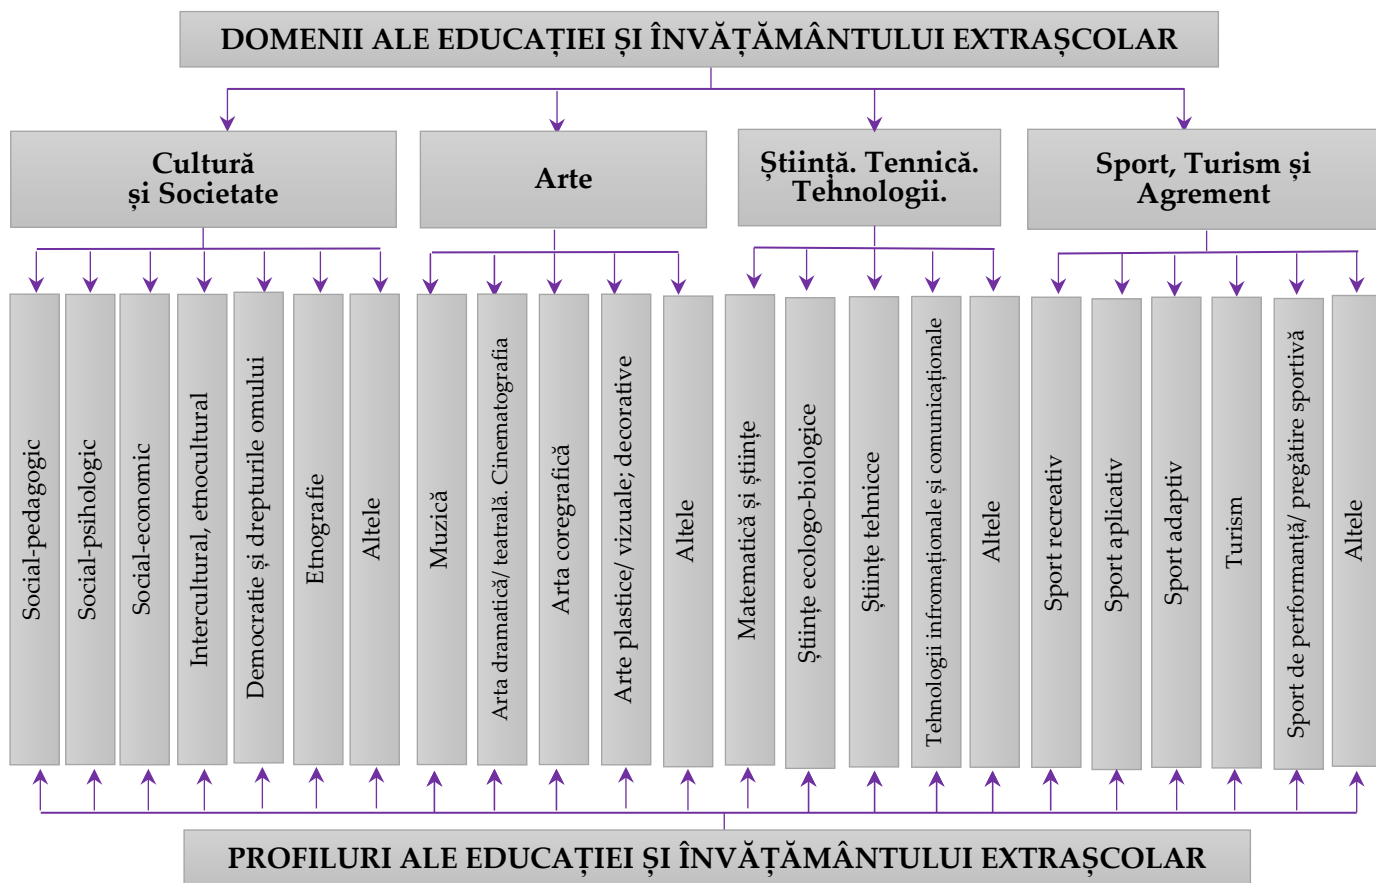 DOMENII ALE EDUCAȚIEI ȘI ÎNVĂȚĂMÂNTULUI EXTRAȘCOLAR
Cultură
și Societate
Arte
Știință. Tennică.
Tehnologii.
Sport, Turism și
Agrement
Social-pedagogic
Social-psihologic
Social-economic
Intercultural, etnocultural
Democratie și drepturile omului
Etnografie
Altele
Muzică
Arta dramatică/ teatrală. Cinematografia
Arta coregrafică
Arte plastice/ vizuale; decorative
Altele
Matematică și științe
Științe ecologo-biologice
Științe tehnicce
Tehnologii infromaționale și comunicaționale
Altele
Sport recreativ
Sport aplicativ
Sport adaptiv
Turism
Sport de performanță/ pregătire sportivă
Altele
PROFILURI ALE EDUCAȚIEI ȘI ÎNVĂȚĂMÂNTULUI EXTRAȘCOLAR